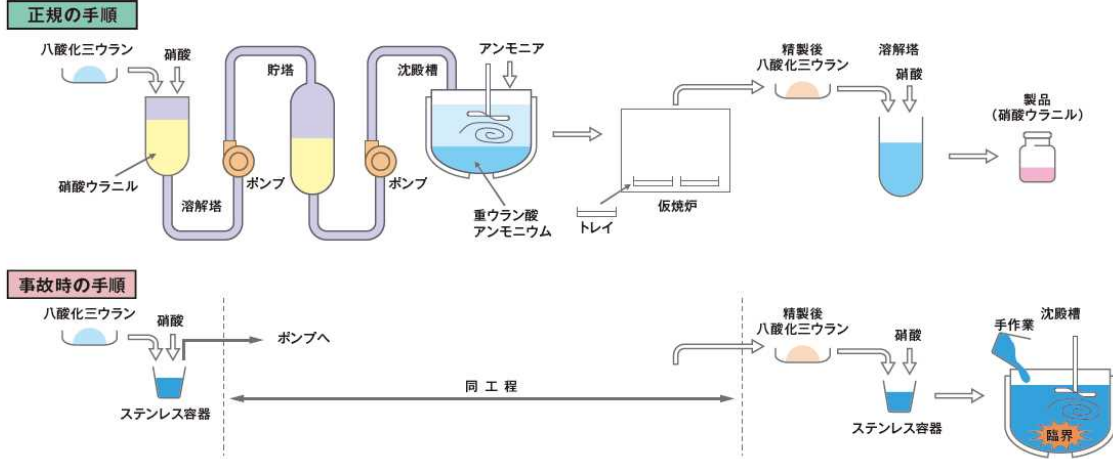 正規の手順
八酸化三ウラン
硝酸
貯塔
沈殿槽
アンモニア
精製後
八酸化三ウラン
溶解塔
硝酸
製品
(硝酸ウラニル)
硝酸ウラニル
溶解塔
ポンプ
ポンプ
重ウラン酸
アンモニウム
トレイ
仮焼炉
事故時の手順
八酸化三ウラン
硝酸
ポンプへ
ステンレス容器
同工程
精製後
八酸化三ウラン
硝酸
ステンレス容器
手作業
沈殿槽
臨界